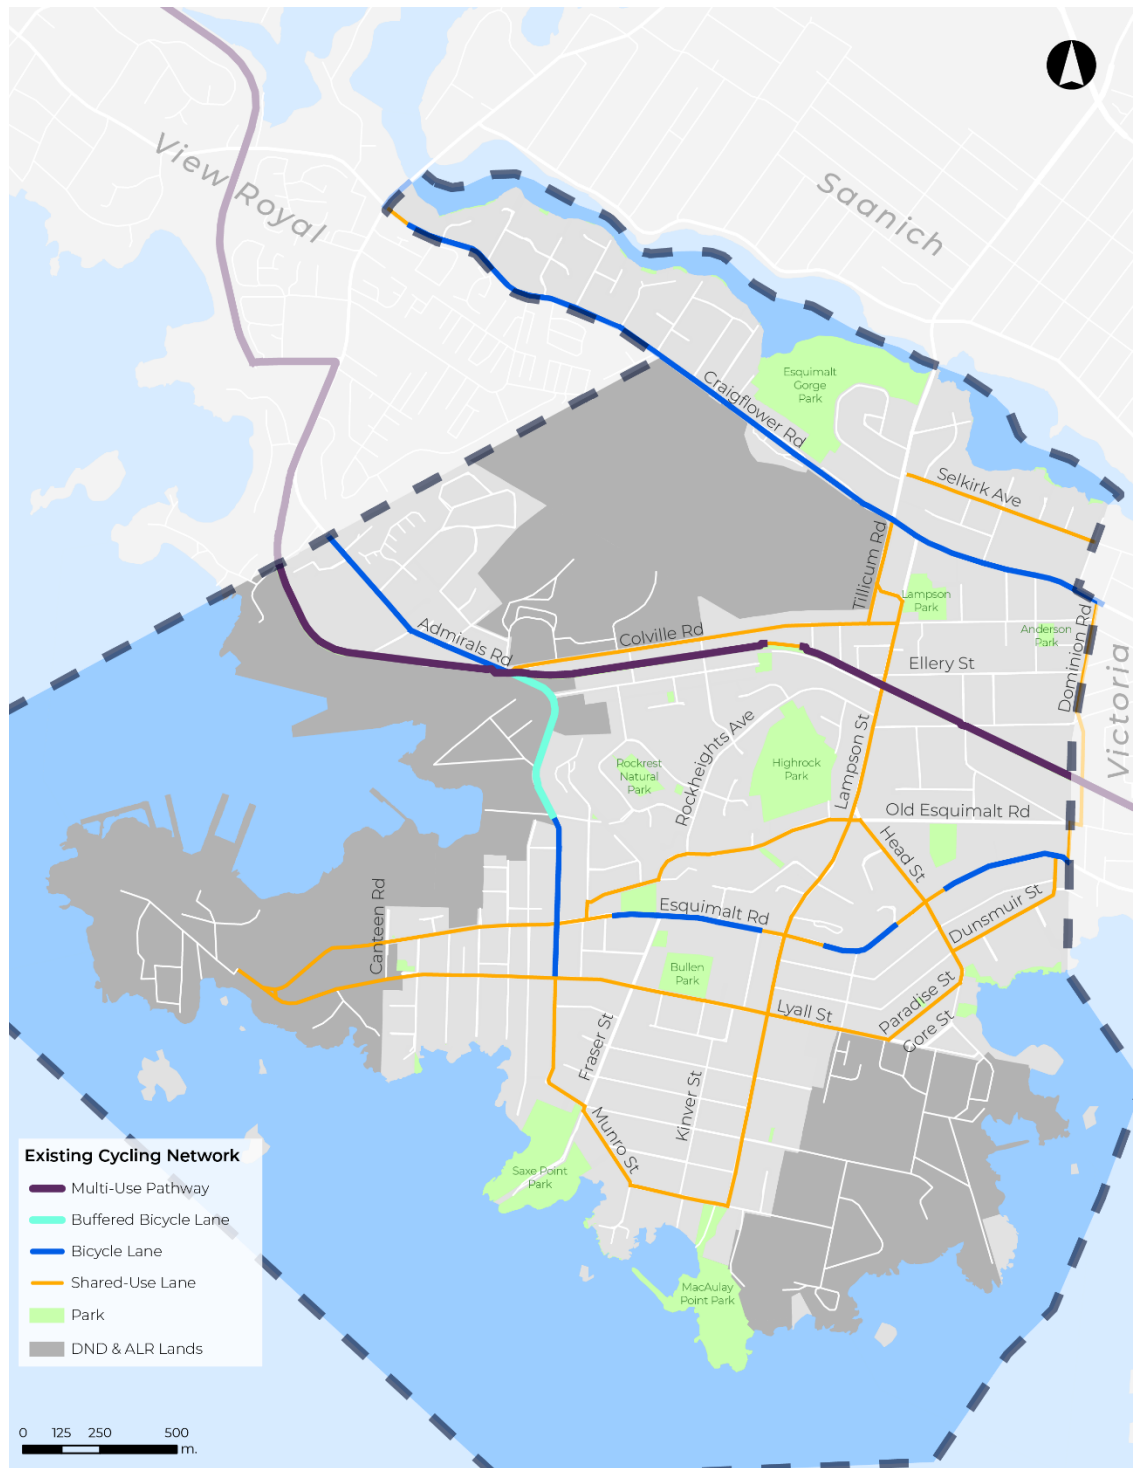 View Royal
Saanich
Esquimalt
Gorge
Park
Craigflower Rd
Selkirk Ave
Tillicum Rd
Lampson
Park
Anderson
Park
Admirals Rd
Colville Rd
Ellery St
Dominion Rd
Victoria
Rockheights Ave
Lampson St
Rockrest
Natural
Park
Highrock
Park
Old Esquimalt Rd
Head St
Canteen Rd
Esquimalt Rd
Dunsmuir St
Bullen
Park
Lyall St
Paradise St
Gore St
Fraser St
Kinver St
Munro St
Saxe Point
Park
MacAulay
Point Park
Existing Cycling Network
Multi-Use Pathway
Buffered Bicycle Lane
Bicycle Lane
Shared-Use Lane
Park
DND & ALR Lands
0 125 250 500
m.